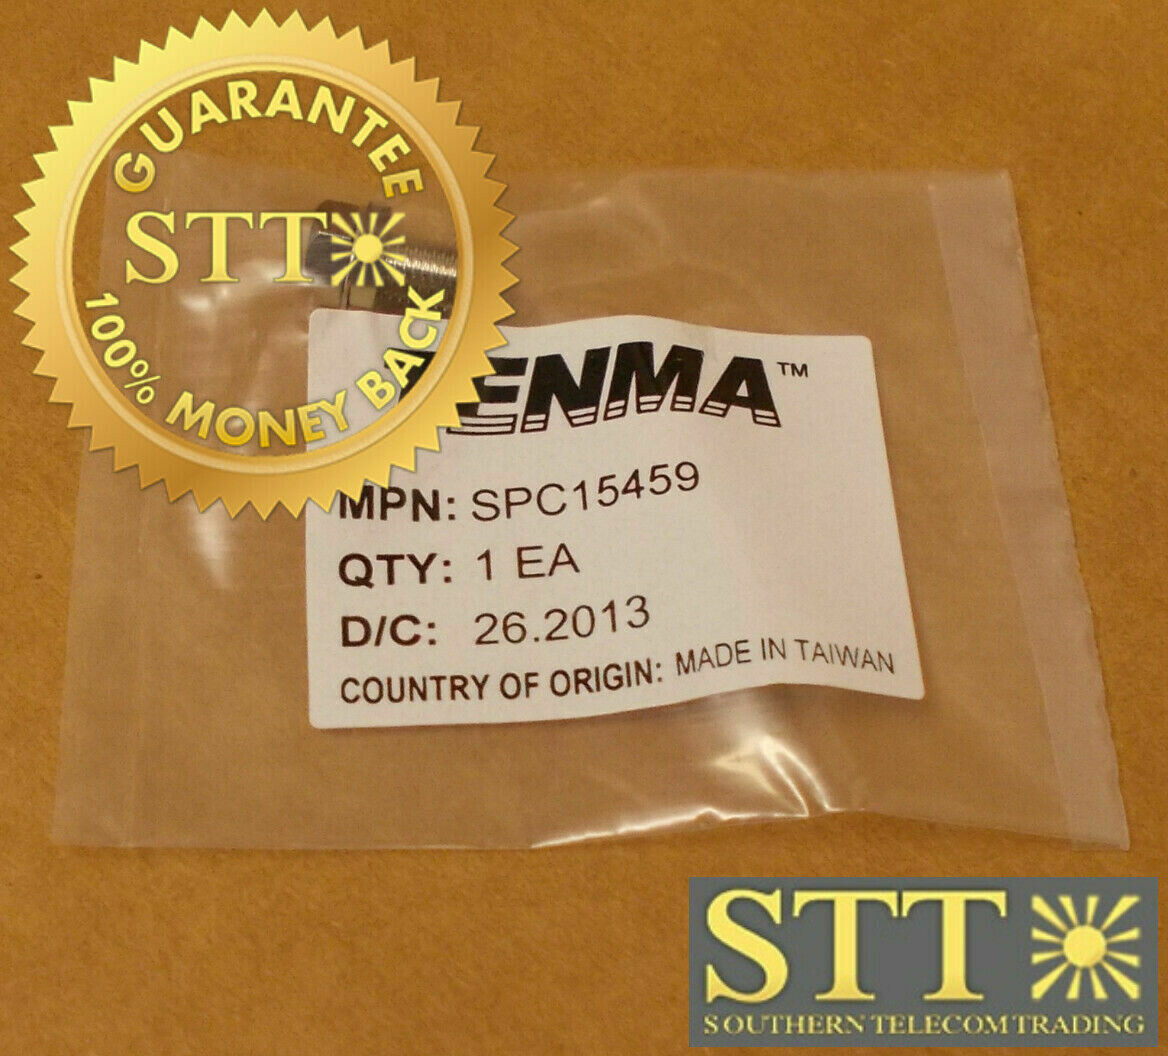 GUARANTEE
STT
100% MONEY BACK
ENMA™
MPN: SPC15459
QTY: 1 EA
D/C: 26.2013
COUNTRY OF ORIGIN: MADE IN TAIWAN
STT
SOUTHERN TELECOM TRADING